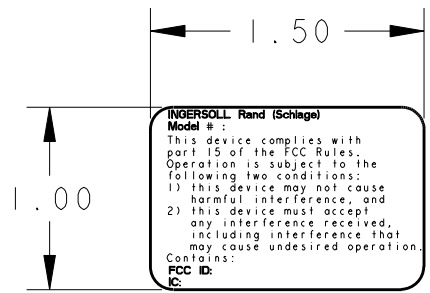 1.50
1.00
INGERSOLL Rand (Schlage)
Model # :
This device complies with
part 15 of the FCC Rules.
Operation is subject to the
following two conditions:
1) this device may not cause
harmful interference, and
2) this device must accept
any interference received,
including interference that
may cause undesired operation.
Contains:
FCC ID:
IC: